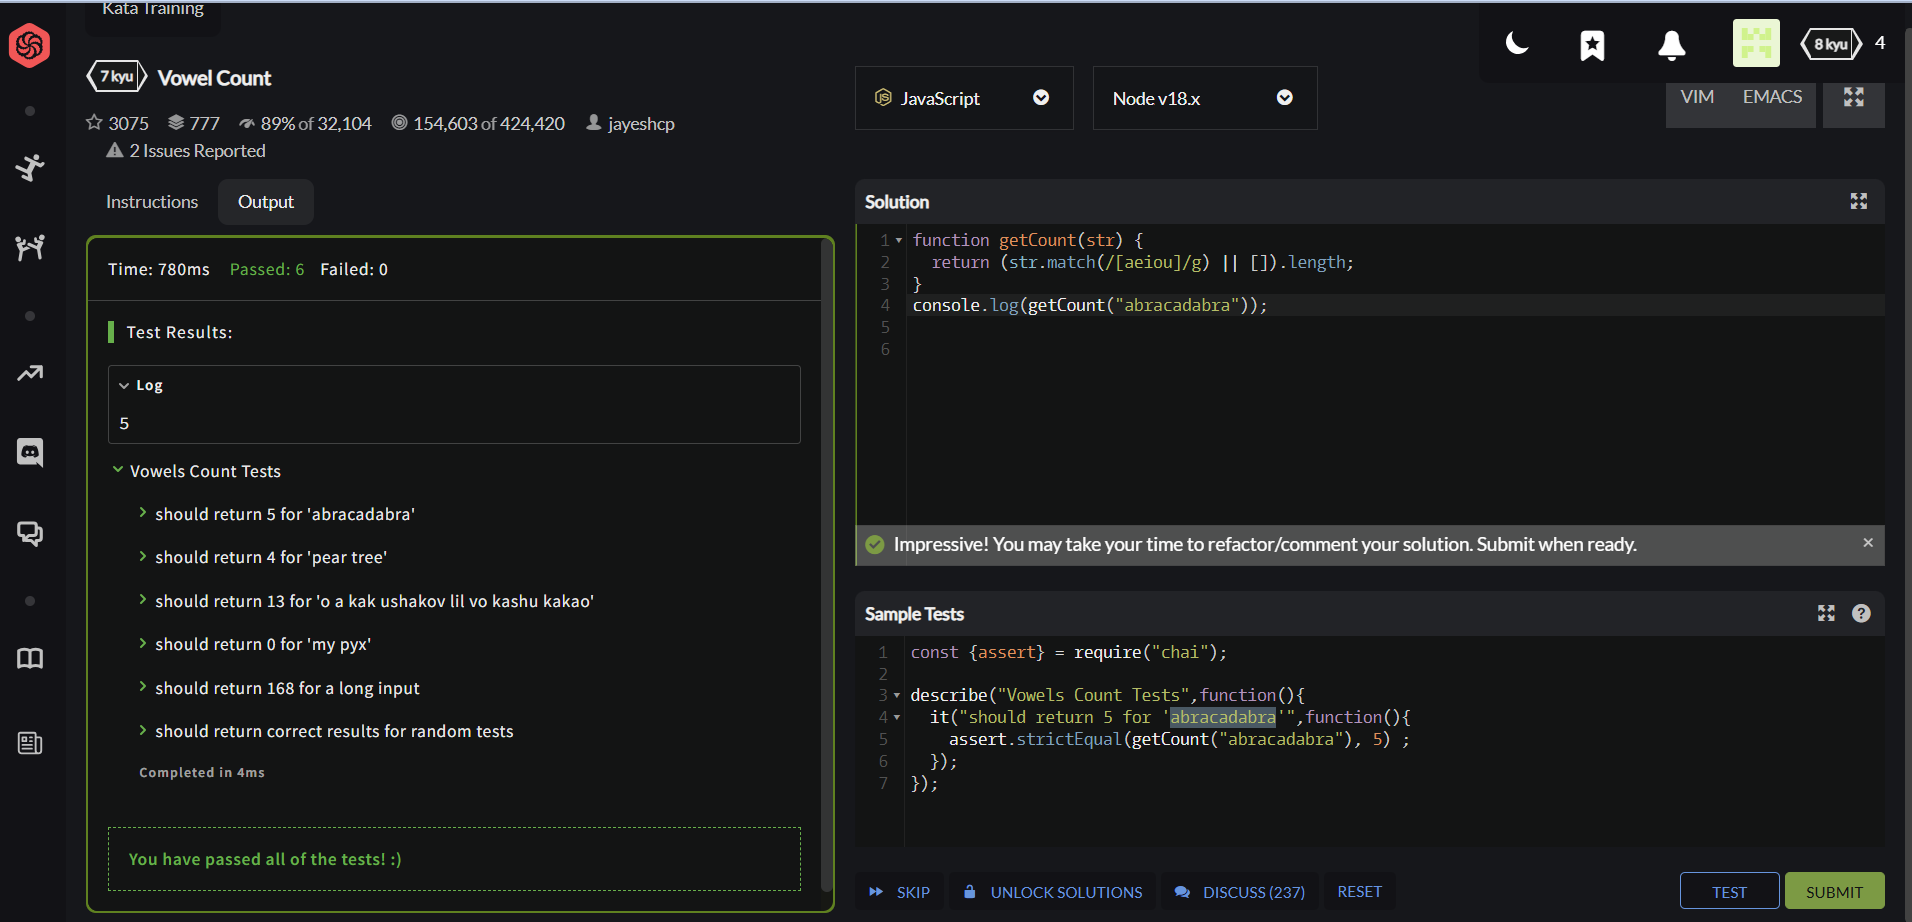 Kata Training
8 kyu 4
7 kyu Vowel Count
3075 777 89% of 32,104 154,603 of 424,420 jayeshcp
2 Issues Reported
JavaScript
Node v18.x
VIM EMACS
Instructions Output
Time: 780ms Passed: 6 Failed: 0
Test Results:
Log
5
Vowels Count Tests
should return 5 for 'abracadabra'
should return 4 for 'pear tree'
should return 13 for 'o a kak ushakov lil vo kashu kakao'
should return 0 for 'my pyx'
should return 168 for a long input
should return correct results for random tests
Completed in 4ms
You have passed all of the tests! :)
Solution
1 function getCount(str) {
2 return (str.match(/[aeiou]/g) || []).length;
3 }
4 console.log(getCount("abracadabra"));
5
6
Impressive! You may take your time to refactor/comment your solution. Submit when ready. ×
Sample Tests ?
1 const {assert} = require("chai");
2
3 describe("Vowels Count Tests",function(){
4 it("should return 5 for 'abracadabra'",function(){
5 assert.strictEqual(getCount("abracadabra"), 5) ;
6 });
7 });
SKIP UNLOCK SOLUTIONS DISCUSS (237) RESET TEST SUBMIT